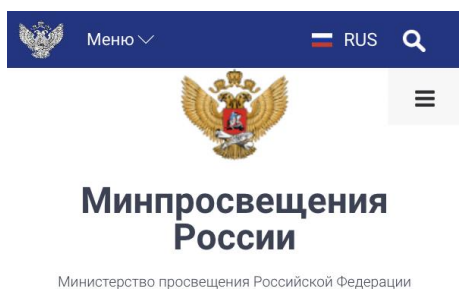 Меню
RUS
Минпросвещения
России
Министерство просвещения Российской Федерации